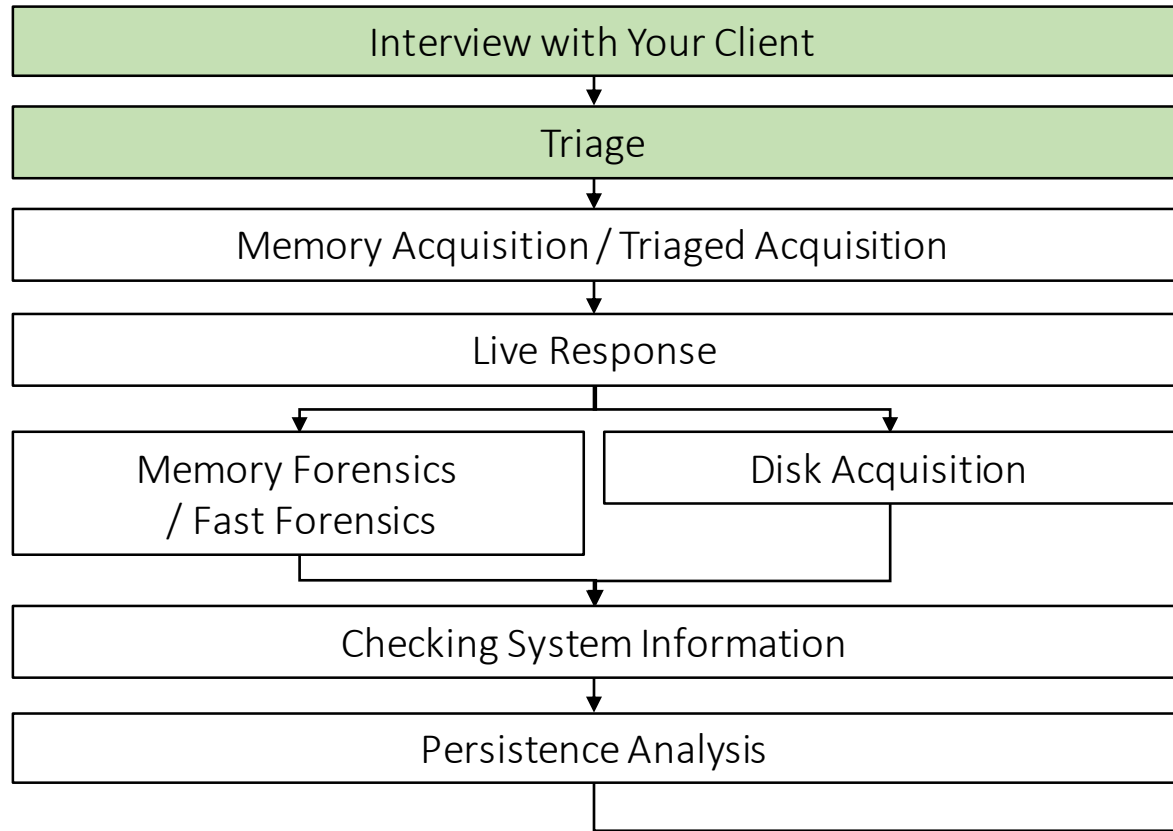 Interview with Your Client
Triage
Memory Acquisition / Triaged Acquisition
Live Response
Memory Forensics
/ Fast Forensics
Disk Acquisition
Checking System Information
Persistence Analysis